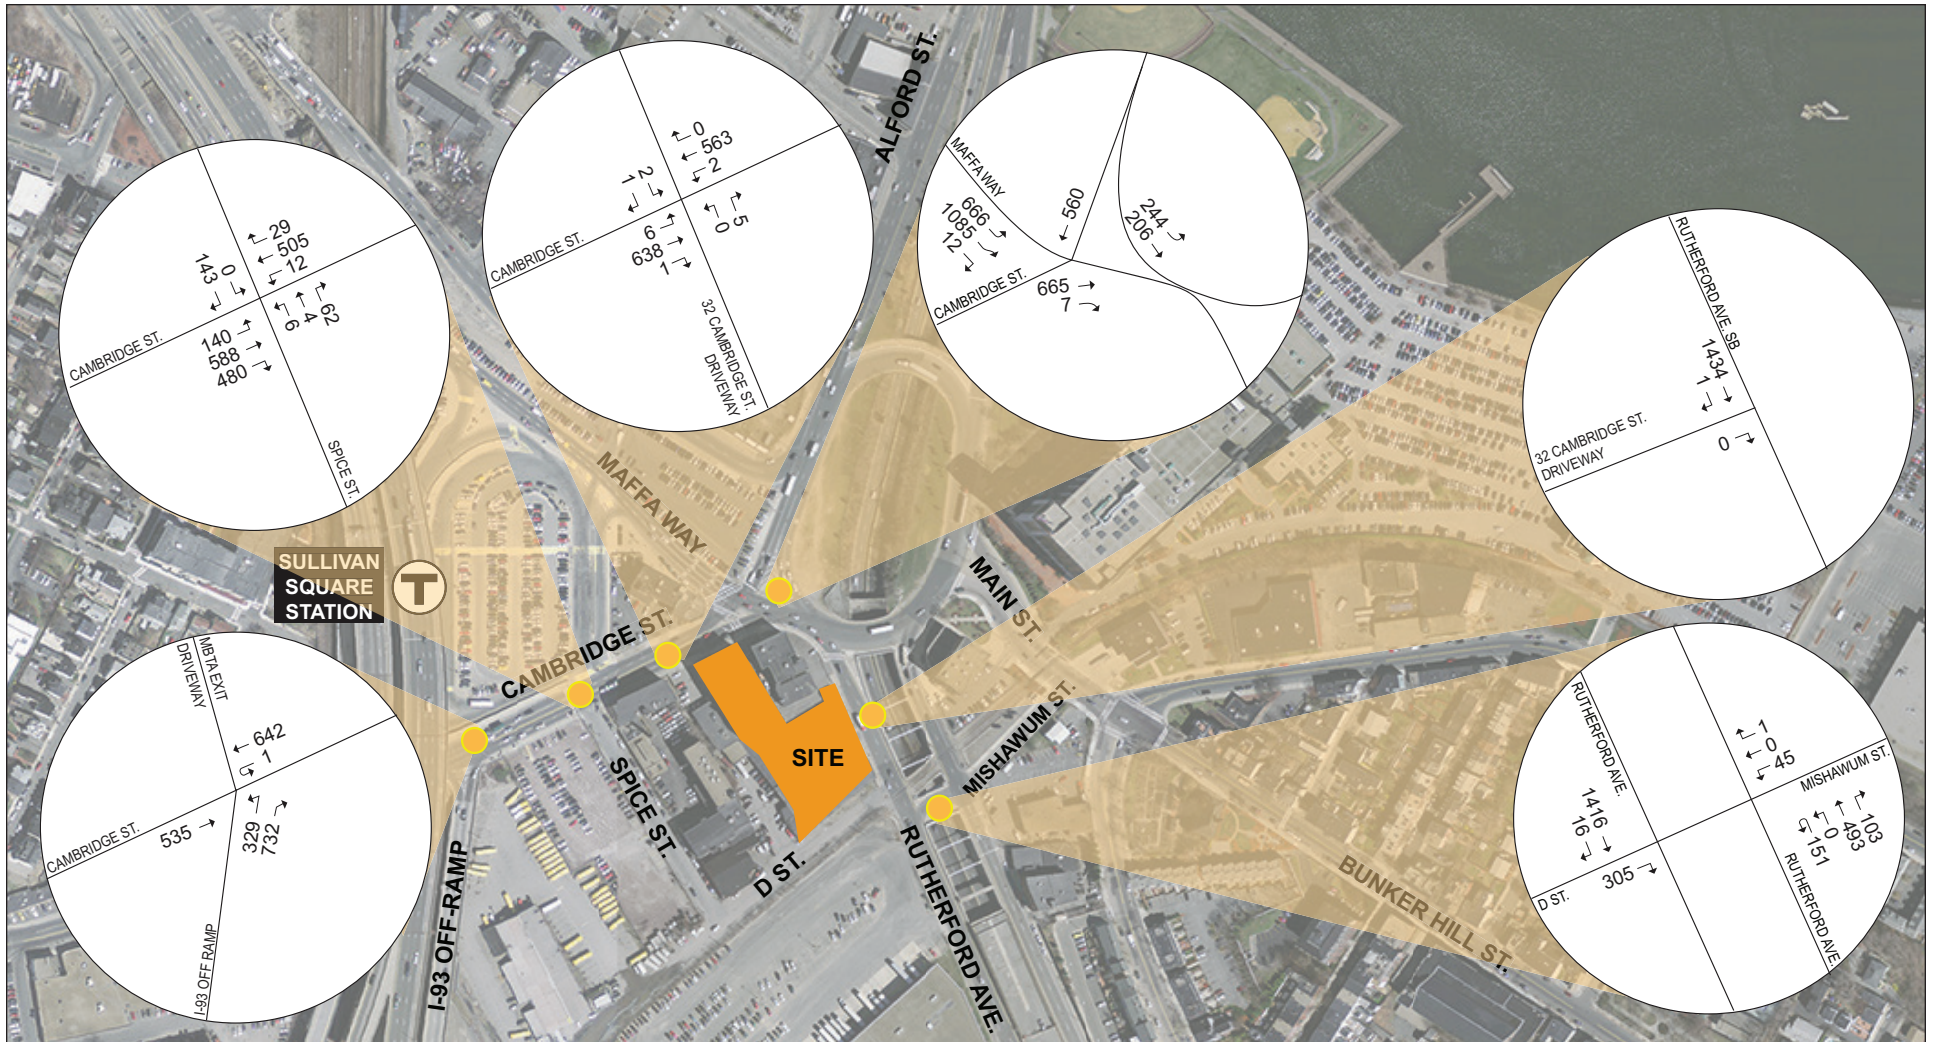 ALFORD ST.
MAFFA WAY
SULLIVAN
SQUARE
STATION
T
CAMBRIDGE ST.
MAIN ST.
MISHAWUM ST.
SITE
SPICE ST.
D ST.
I-93 OFF-RAMP
RUTHERFORD AVE.
BUNKER HILL ST.
29
505
12
143
0
CAMBRIDGE ST.
140
588
480
6
4
62
SPICE ST.
0
563
2
1
2
CAMBRIDGE ST.
6
638
1
0
5
32 CAMBRIDGE ST.
DRIVEWAY
MAFFA WAY
666
1085
12
560
244
206
CAMBRIDGE ST.
665
7
RUTHERFORD AVE. SB
1434
1
32 CAMBRIDGE ST.
DRIVEWAY
0
MBTA EXIT
DRIVEWAY
642
1
CAMBRIDGE ST.
535
329
732
I-93 OFF RAMP
RUTHERFORD AVE.
1
0
45
MISHAWUM ST.
1416
16
D ST.
305
151
0
493
103
RUTHERFORD AVE.